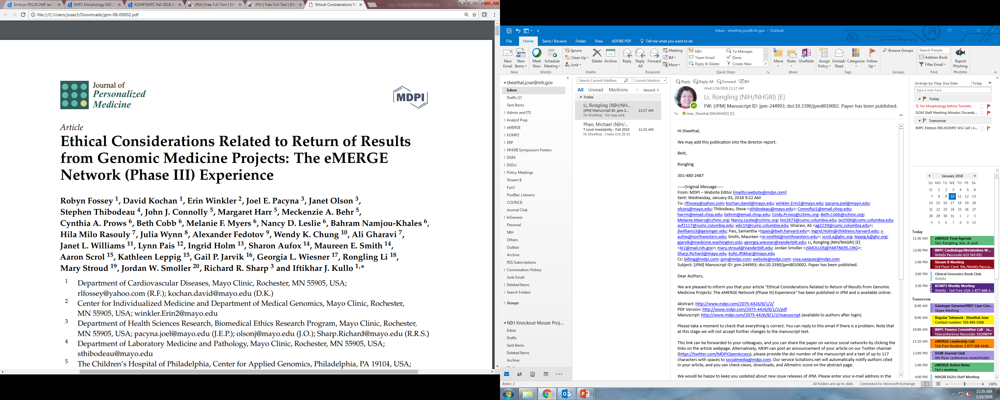 Embryo R01/KOMP Jan
IMPC Morphology WG C
KOMP/IMPC Fall 2018 M
JPM | Free Full-Text | Eth
JPM | Free Full-Text | Eth
Ethical Considerations Re
file:///C:/Users/joses3/Downloads/jpm-08-00002.pdf
Journal of
Personalized
Medicine
MDPI
Article
Ethical Considerations Related to Return of Results
from Genomic Medicine Projects: The eMERGE
Network (Phase III) Experience
Robyn Fossey 1, David Kochan 1, Erin Winkler 2, Joel E. Pacyna 3, Janet Olson 3,
Stephen Thibodeau 4, John J. Connolly 5, Margaret Harr 5, Meckenzie A. Behr 5,
Cynthia A. Prows 6, Beth Cobb 6, Melanie F. Myers 6, Nancy D. Leslie 6, Bahram Namjou-Khales 6,
Hila Milo Rasouly 7, Julia Wynn 8, Alexander Fedotov 9, Wendy K. Chung 10, Ali Gharavi 7,
Janet L. Williams 11, Lynn Pais 12, Ingrid Holm 13, Sharon Aufox 14, Maureen E. Smith 14,
Aaron Scrol 15, Kathleen Leppig 15, Gail P. Jarvik 16, Georgia L. Wiesner 17, Rongling Li 18,
Mary Stroud 19, Jordan W. Smoller 20, Richard R. Sharp 3 and Iftikhar J. Kullo 1,*
1 Department of Cardiovascular Diseases, Mayo Clinic, Rochester, MN 55905, USA;
rlfossey@yahoo.com (R.F.); kochan.david@mayo.edu (D.K.)
2 Center for Individualized Medicine and Department of Medical Genomics, Mayo Clinic, Rochester,
MN 55905, USA; winkler.Erin2@mayo.edu
3 Department of Health Sciences Research, Biomedical Ethics Research Program, Mayo Clinic, Rochester,
MN 55905, USA; pacyna.joel@mayo.edu (J.E.P.); olsonj@mayo.edu (J.O.); Sharp.Richard@mayo.edu (R.R.S.)
4 Department of Laboratory Medicine and Pathology, Mayo Clinic, Rochester, MN 55905, USA;
sthibodeau@mayo.edu
5 The Children's Hospital of Philadelphia, Center for Applied Genomics, Philadelphia, PA 19104, USA;
Inbox - sheethal.jose@nih.gov - Outlook
File Home Send / Receive Folder View ADOBE PDF Tell me what you want to do
New Email
New Items
New
Meet Now
Schedule Meeting
WebEx
Ignore
Clean Up
Junk
Delete
Archive
Delete
Reply
Reply All
Forward
Meeting
IM
More
Respond
NIH
Team Email
Reply & Delete
To Manager
Done
Create New
Quick Steps
Move
Rules
OneNote
Move
Assign Policy
Unread/ Read
Categorize
Follow Up
Tags
Browse Groups
Groups
Search People
Address Book
Filter Email
Find
Report Phishing
PhishMe
sheethal.jose@nih.gov
Inbox
Drafts [2]
Sent Items
Admin and IT1
Analyst Prep
eMERGE
KOMP2
ERP
NHGRI Symposium Posters
DGM
DGSci
Policy Meetings
Stream B
Fun!!
PostBac Listservs
COUNCIL
Journal Club
InGenesis
Personal
NIH
Others
Outbox
Archive
RSS Subscriptions
Conversation History
Junk Email
Deleted Items
Search Folders
Groups
NIH Knockout Mouse Proj...
Inbox
Drafts
Sent Items
Deleted Items
Archive
Search Current Mailbox
Current Mailbox
All Unread Mentions Newest
Today
Li, Rongling (NIH/NH...
[JPM] Manuscript ID: jpm-2... 11:17 AM
Hi Sheethal, We may add
Phan, Michael (NIH/...
T-Level Availability - Fall 2018 11:15 AM
Hi Sheethal, I have Oct.29-31
Reply Reply All Forward IM
Wed 1/10/2018 11:17 AM
Li, Rongling (NIH/NHGRI) [E]
FW: [JPM] Manuscript ID: jpm-244993; doi:10.3390/jpm8010002. Paper has been published.
To Jose, Sheethal (NIH/NHGRI) [C]
Hi Sheethal,
We may add this publication into the director report.
Best,
Rongling
301-480-2487
-----Original Message-----
From: MDPI – Website Editor [mailto:website@mdpi.com]
Sent: Wednesday, January 03, 2018 9:22 AM
To: rlfossey@yahoo.com; kochan.david@mayo.edu; winkler.Erin2@mayo.edu; pacyna.joel@mayo.edu;
olsonj@mayo.edu; Thibodeau, Steve <sthibodeau@mayo.edu>; ConnollyJ1@email.chop.edu;
harrm@email.chop.edu; behrm@email.chop.edu; Cindy.Prows@cchmc.org; Beth.Cobb@cchmc.org;
Melanie.Myers@cchmc.org; Nancy.Leslie@cchmc.org; hm2673@cumc.columbia.edu; jw2500@cumc.columbia.edu;
avf2117@cumc.columbia.edu; wkc15@cumc.columbia.edu; Gharavi, Ali <ag2239@cumc.columbia.edu>;
jlwilliams3@geisinger.edu; Pais, Samantha <lspais@bwh.harvard.edu>; Ingrid.Holm@childrens.harvard.edu; s-
aufox@northwestern.edu; Smith, Maureen <m-smith6@northwestern.edu>; scrol.a@ghc.org; leppig.k@ghc.org;
gjarvik@medicine.washington.edu; georgia.wiesner@vanderbilt.edu; Li, Rongling (NIH/NHGRI) [E]
<lir2@mail.nih.gov>; mary.stroud@Vanderbilt.edu; Jordan Smoller <JSMOLLER@PARTNERS.ORG>;
Sharp.Richard@mayo.edu; kullo.iftikhar@mayo.edu
Cc: billing@mdpi.com; jpm@mdpi.com; website@mdpi.com; rosa.vazquez@mdpi.com
Subject: [JPM] Manuscript ID: jpm-244993; doi:10.3390/jpm8010002. Paper has been published.
Dear Authors,
We are pleased to inform you that your article "Ethical Considerations Related to Return of Results from Genomic
Medicine Projects: The eMERGE Network (Phase III) Experience" has been published in JPM and is available online:
Abstract: http://www.mdpi.com/2075-4426/8/1/2/
PDF Version: http://www.mdpi.com/2075-4426/8/1/2/pdf
Manuscript: http://www.mdpi.com/2075-4426/8/1/2/manuscript (available to authors after login)
Please take a moment to check that everything is correct. You can reply to this email if there is a problem. Note that
at this stage we will not accept further changes to the manuscript text.
This link can be forwarded to your colleagues, and you can share the paper on various social networks by clicking the
links on the article webpage. Alternatively, MDPI can post an announcement of your article on our Twitter channel
(https://twitter.com/MDPIOpenAccess), please provide the doi number of the manuscript and a text of up to 117
characters with spaces to socialmedia@mdpi.com. Our service Scitations.net will automatically notify authors cited
in your article, and you can check views, downloads, and Altmetric score on the abstract page.
We would be happy to keep you updated about new issue releases of JPM. Please enter your e-mail address in the
Arrange by: Flag: Due Date Today
Type a new task
Today
TC for Morphology before Toronto
DGM Staff Meeting Minutes Decemb...
Tomorrow
IMPC Embryo R01/KOMP2 WG Call | A...
January 2018
SU MO TU WE TH FR SA
31 1 2 3 4 5 6
7 8 9 10 11 12 13
14 15 16 17 18 19 20
21 22 23 24 25 26 27
28 29 30 31 1 2 3
4 5 6 7 8 9 10
Today
11:30 AM eMERGE Final Agenda
Teri, Rongling, Ken, & Jyoti
12:00 PM IMPC Cardiology/Metabolism W...
WebEx Passcode: 622 545 031
1:00 PM Stream B Meeting
3rd Floor Conf. Rm./WebEx Passco...
3:00 PM Clinical Genomics Book Club
WebEx
3:30 PM KOMP2 Weekly Meeting
WebEx - Toll Free USA: 1-877-668-4...
Tomorrow
8:00 AM Geisinger GenomeFIRST Case Con...
Skype Meeting
8:00 AM Regular Telework - Sheethal Jose
Contact number: 703-495-3308
10:00 AM IMPC Finance Committee Call - Ja...
Teleconference Passcode: 5310987#
11:10 AM eMERGE Leadership Call
Toll-Free Number: 1 877-568-4106...
12:00 PM DGM Journal Club
4th floor conference room/WebEx
1:00 PM eMERGE Action Items
Teri's meeting
4:00 PM NHGRI DGSci Staff Meeting
Items: 2
All folders are up to date. Connected to: Microsoft Exchange 100%
11:25 AM
1/10/2018